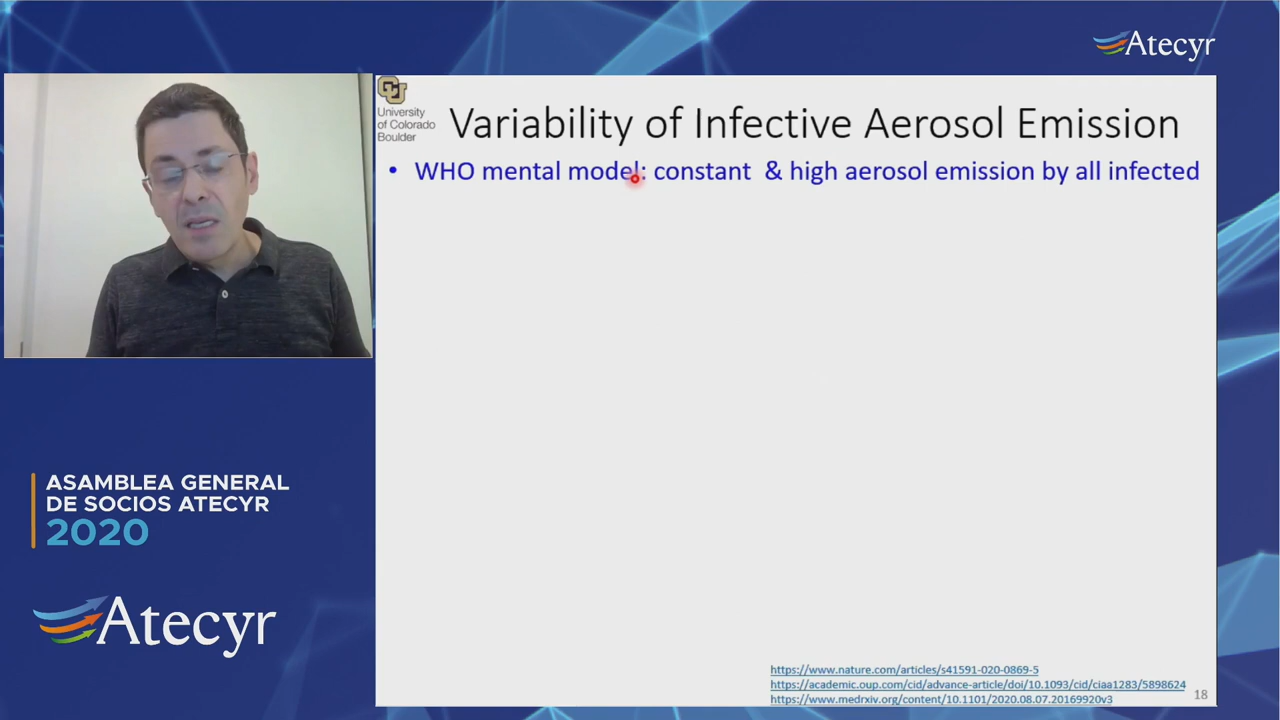 Atecyr
CU
University
of Colorado
Boulder
Variability of Infective Aerosol Emission
• WHO mental model: constant & high aerosol emission by all infected
ASAMBLEA GENERAL
DE SOCIOS ATECYR
2020
Atecyr
https://www.nature.com/articles/s41591-020-0869-5
https://academic.oup.com/cid/advance-article/doi/10.1093/cid/ciaa1283/5898624
https://www.medrxiv.org/content/10.1101/2020.08.07.20169920v3
18